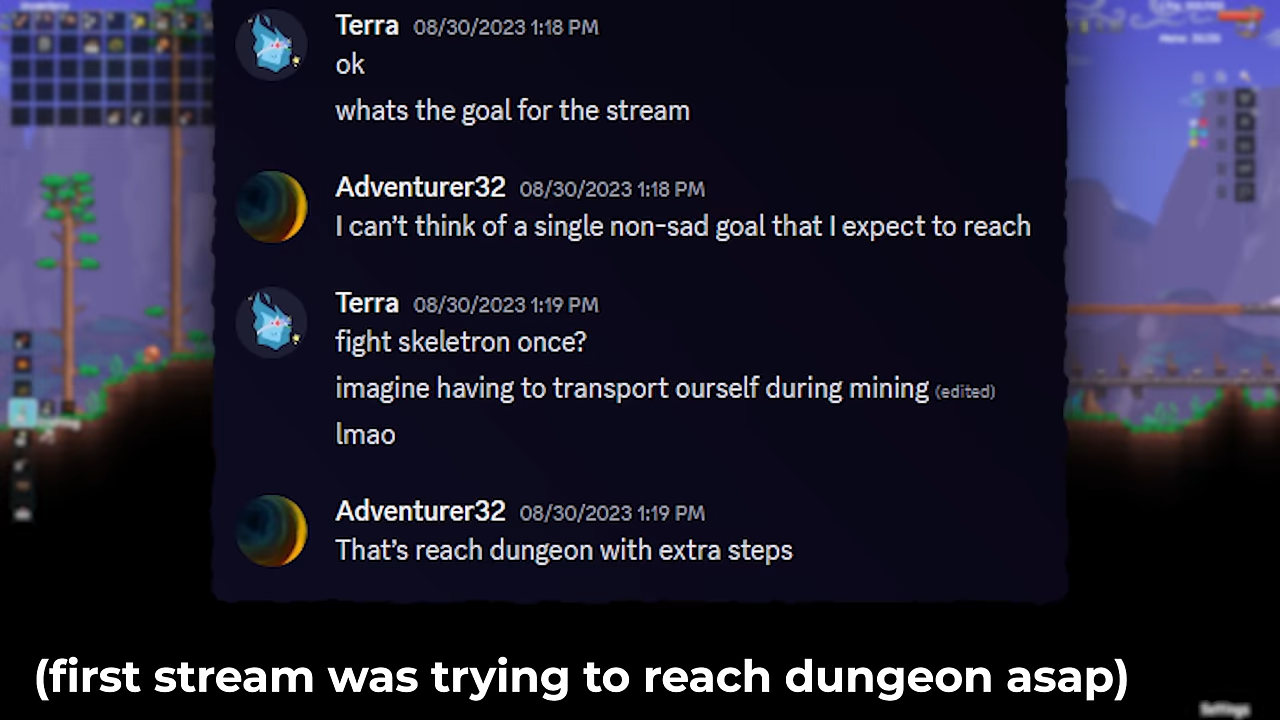 Terra 08/30/2023 1:18 PM
ok
whats the goal for the stream
Adventurer32 08/30/2023 1:18 PM
I can't think of a single non-sad goal that I expect to reach
Terra 08/30/2023 1:19 PM
fight skeletron once?
imagine having to transport ourself during mining (edited)
lmao
Adventurer32 08/30/2023 1:19 PM
That's reach dungeon with extra steps
(first stream was trying to reach dungeon asap)
Settings